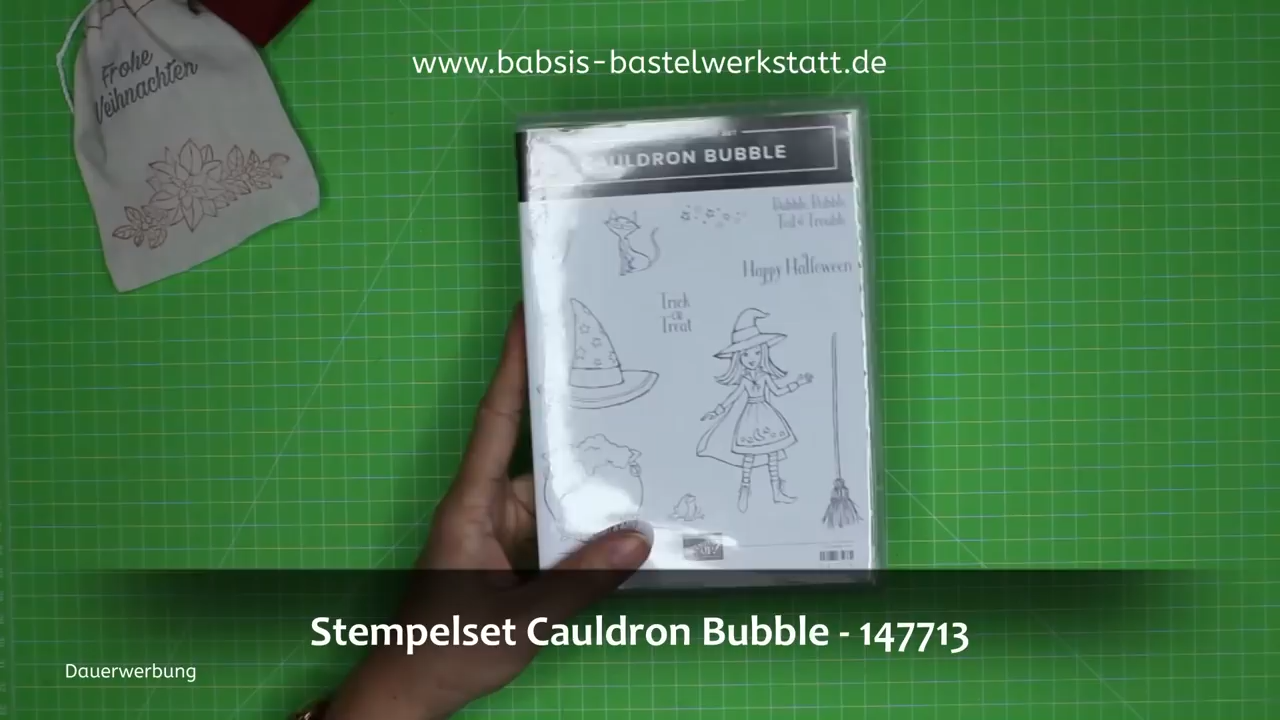 www.babsis-bastelwerkstatt.de
Frohe
Weihnachten
SET
CAULDRON BUBBLE
Bubble Bubble
Toil & Trouble
Happy Halloween
Trick
or
Treat
Stempelset Cauldron Bubble - 147713
Dauerwerbung